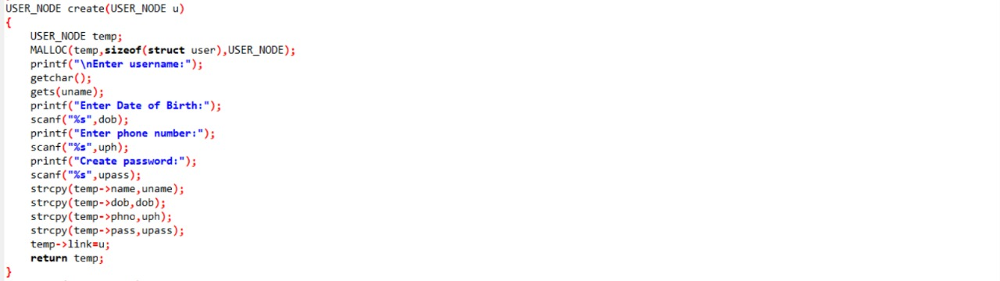 USER_NODE create(USER_NODE u)
{
    USER_NODE temp;
    MALLOC(temp,sizeof(struct user),USER_NODE);
    printf("\nEnter username:");
    getchar();
    gets(uname);
    printf("Enter Date of Birth:");
    scanf("%s",dob);
    printf("Enter phone number:");
    scanf("%s",uph);
    printf("Create password:");
    scanf("%s",upass);
    strcpy(temp->name,uname);
    strcpy(temp->dob,dob);
    strcpy(temp->phno,uph);
    strcpy(temp->pass,upass);
    temp->link=u;
    return temp;
}